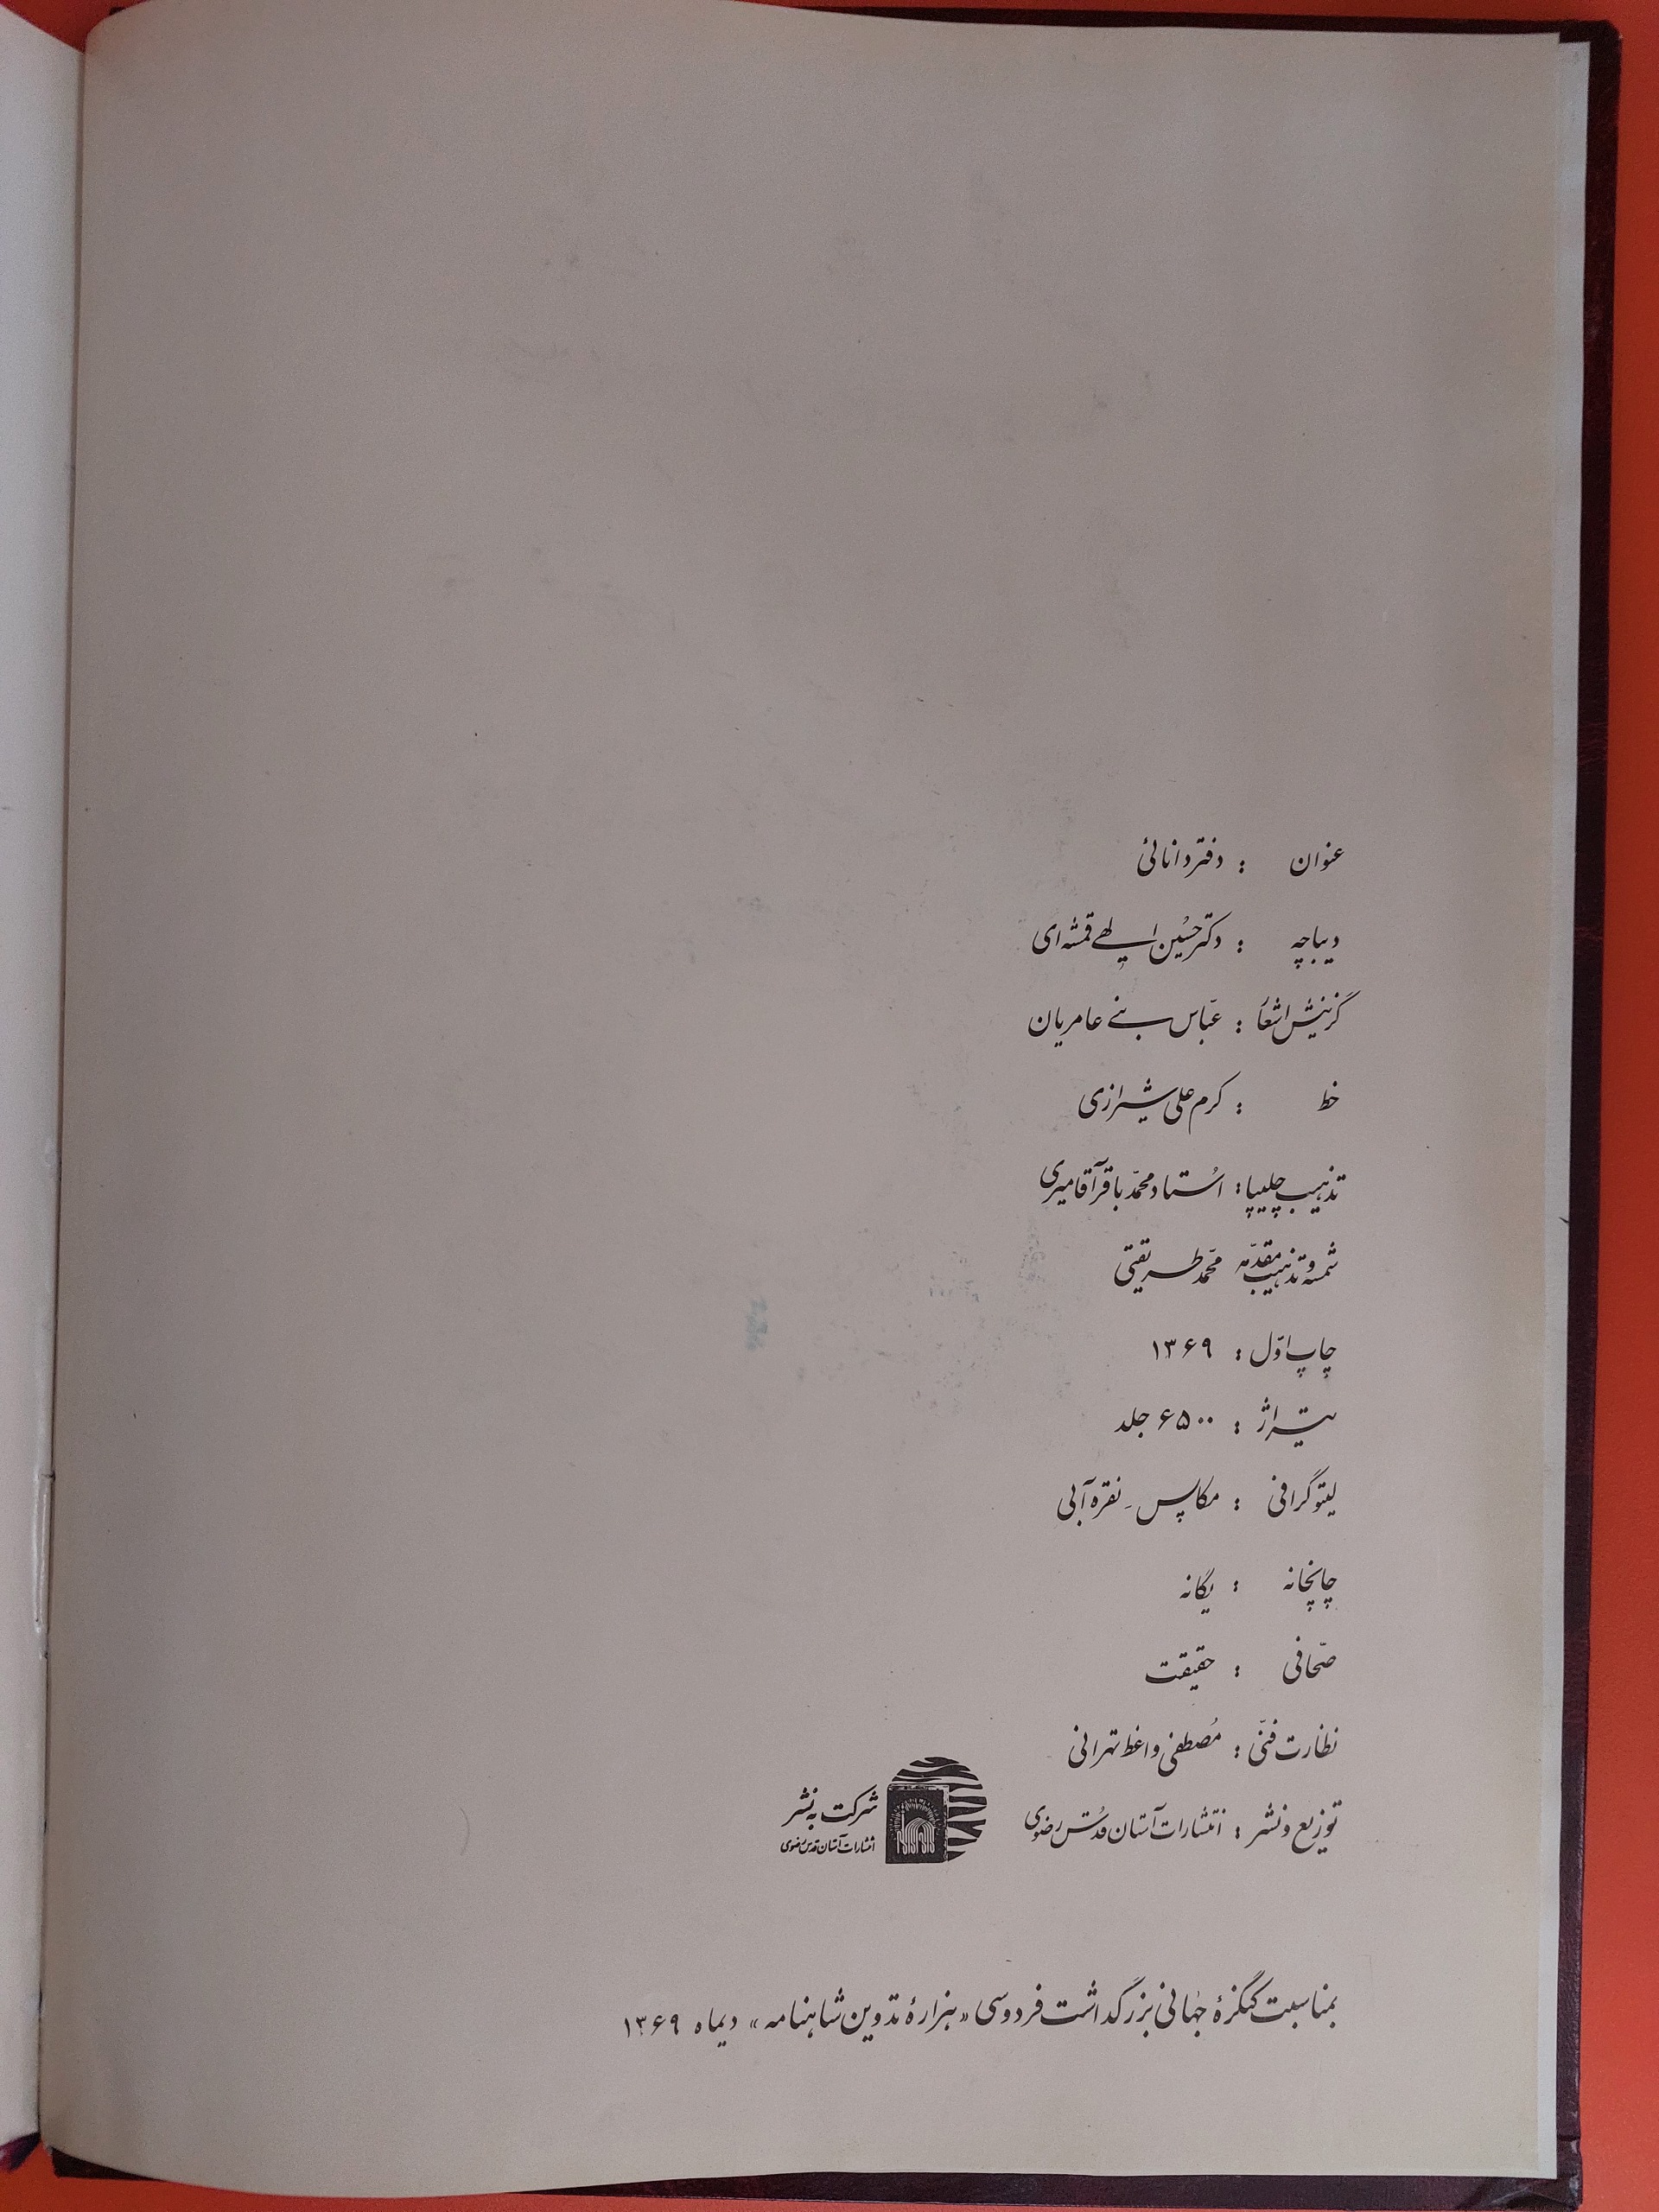 عنوان : دفتر دانائی
دیباچه : دکتر حسین الهی قمشه‌ای
گزینش اشعار : عباس بنی عامریان
خط : کرم علی شیرازی
تذهیب چلیپا : استاد محمد باقر آقامیری
شمسه و تذهیب مقدمه محمد طریقتی
چاپ اول : ۱۳۶۹
تیراژ : ۶۵۰۰ جلد
لیتوگرافی : مکاپس - نقره آبی
چاپخانه : یگانه
صحافی : حقیقت
نظارت فنی : مصطفی واعظ تهرانی
توزیع و نشر : انتشارات آستان قدس رضوی
شرکت به نشر
انتشارات آستان قدس رضوی
بمناسبت کنگرهٔ جهانی بزرگداشت فردوسی «هزارهٔ تدوین شاهنامه» دیماه ۱۳۶۹